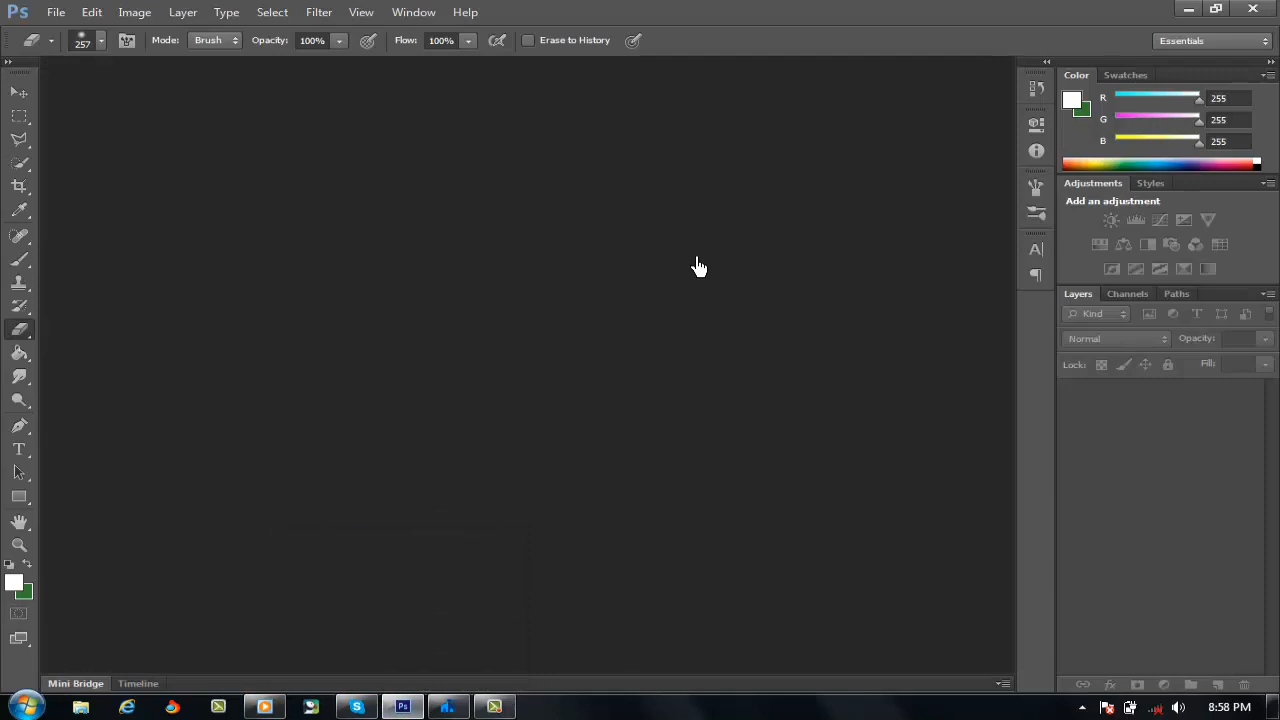 Ps File Edit Image Layer Type Select Filter View Window Help
257 Mode: Brush Opacity: 100% Flow: 100% Erase to History Essentials
Color Swatches
R 255
G 255
B 255
Adjustments Styles
Add an adjustment
Layers Channels Paths
Kind T
Normal Opacity:
Lock: Fill:
A
T
fx
Mini Bridge Timeline
Ps 8:58 PM